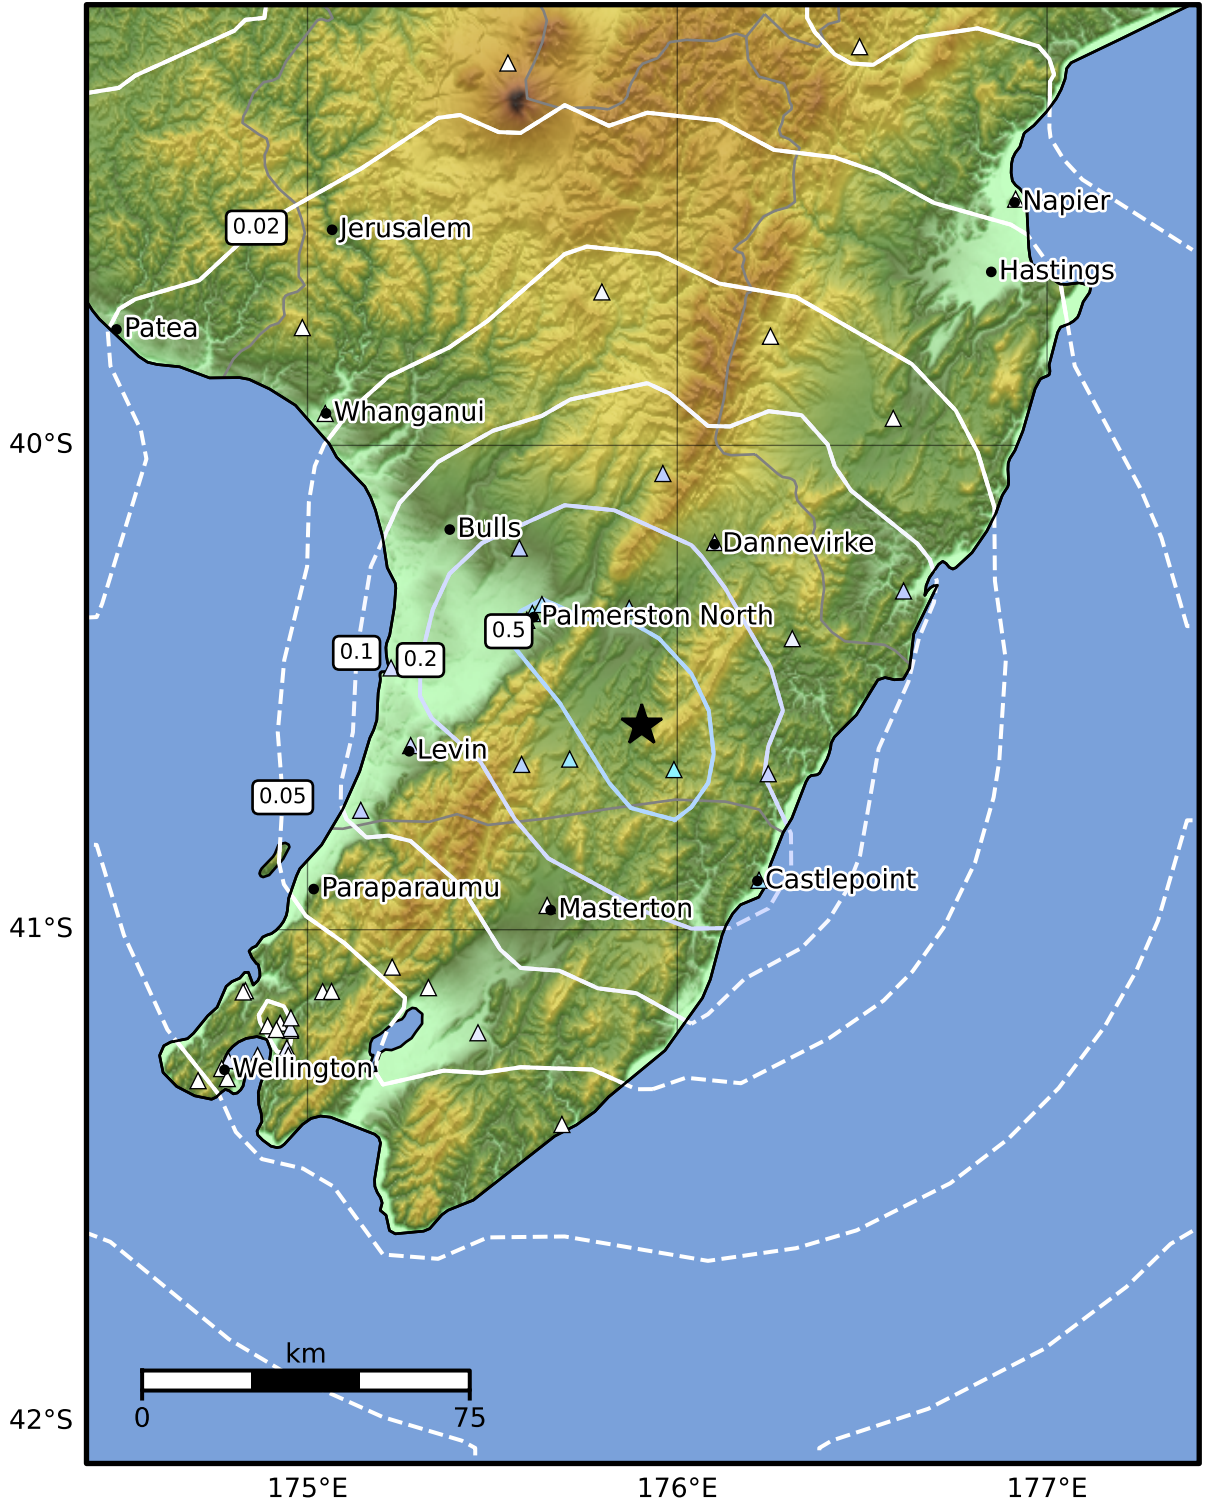 Napier
0.02
Jerusalem
Hastings
Patea
Whanganui
40°S
Bulls
Dannevirke
Palmerston North
0.5
0.1
0.2
Levin
0.05
Castlepoint
Paraparaumu
Masterton
41°S
Wellington
km
0
75
42°S
175°E
176°E
177°E